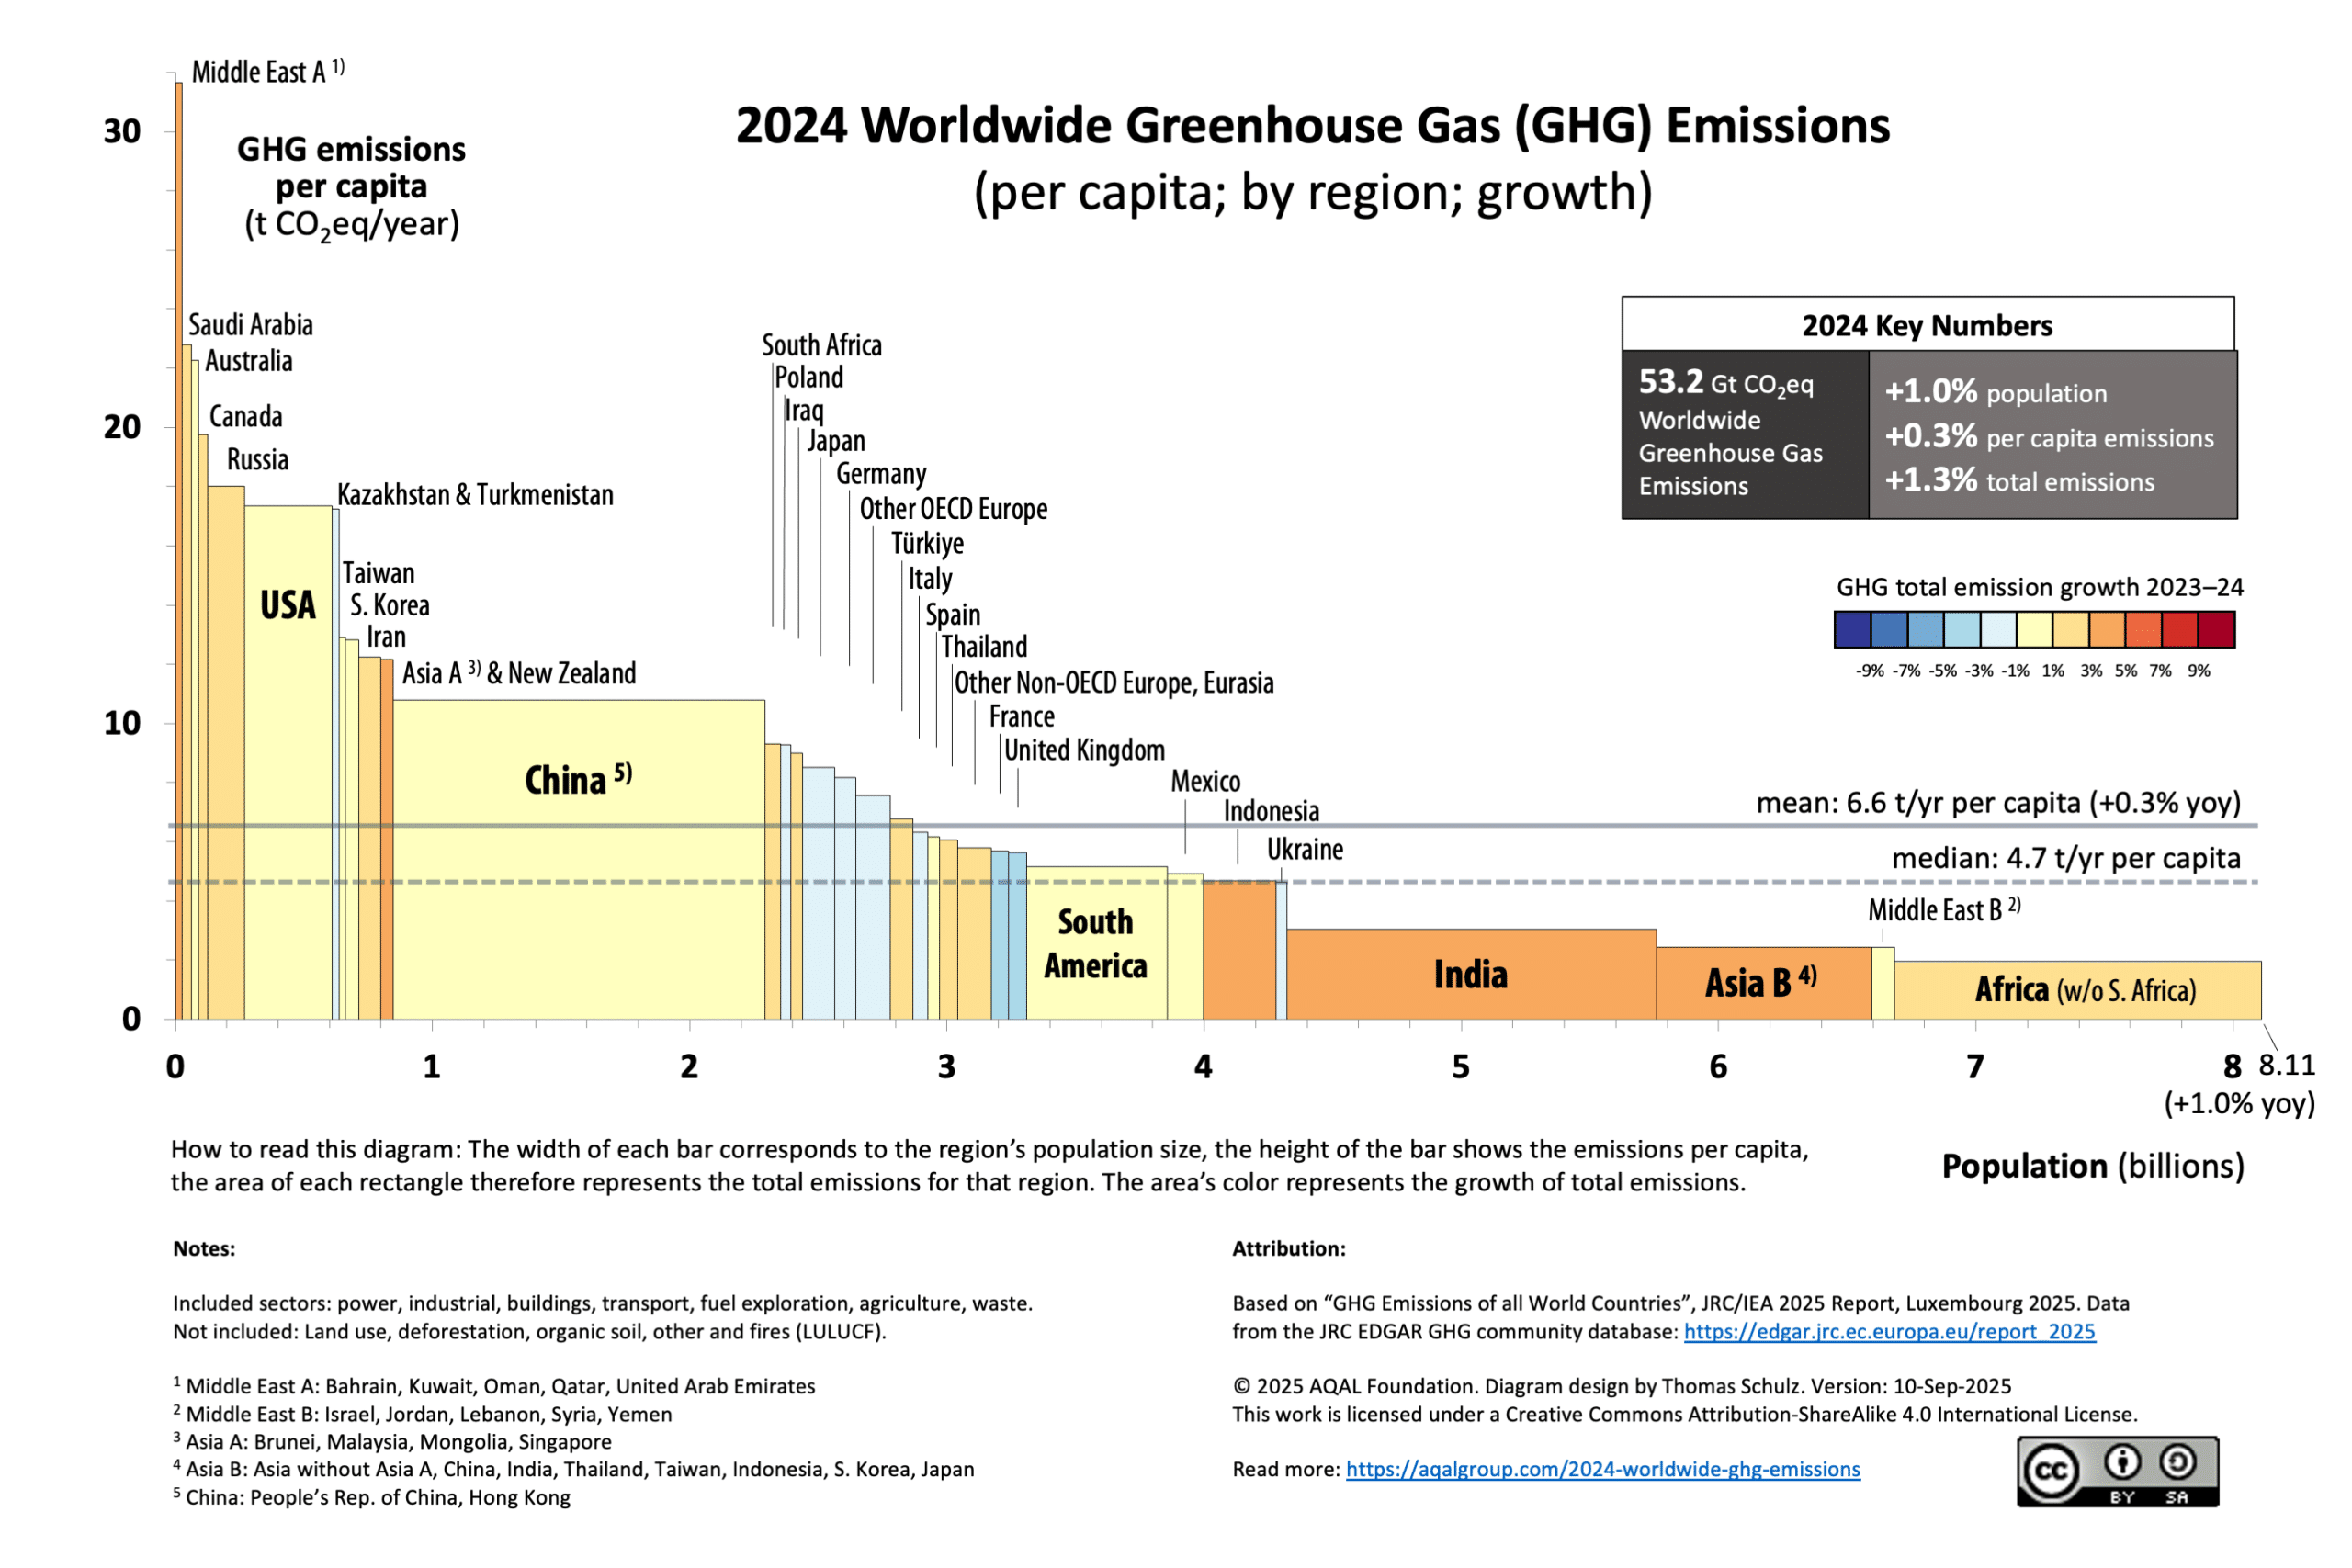 2024 Worldwide Greenhouse Gas (GHG) Emissions
(per capita; by region; growth)
GHG emissions
per capita
(t CO₂eq/year)
30
20
10
0
Middle East A ¹⁾
Saudi Arabia
Australia
Canada
Russia
USA
Kazakhstan & Turkmenistan
Taiwan
S. Korea
Iran
Asia A ³⁾ & New Zealand
China ⁵⁾
South Africa
Poland
Iraq
Japan
Germany
Other OECD Europe
Türkiye
Italy
Spain
Thailand
Other Non-OECD Europe, Eurasia
France
United Kingdom
South
America
Mexico
Indonesia
Ukraine
India
Asia B ⁴⁾
Middle East B ²⁾
Africa (w/o S. Africa)
2024 Key Numbers
53.2 Gt CO₂eq
Worldwide
Greenhouse Gas
Emissions
+1.0% population
+0.3% per capita emissions
+1.3% total emissions
GHG total emission growth 2023–24
-9% -7% -5% -3% -1% 1% 3% 5% 7% 9%
mean: 6.6 t/yr per capita (+0.3% yoy)
median: 4.7 t/yr per capita
0 1 2 3 4 5 6 7 8 8.11
(+1.0% yoy)
Population (billions)
How to read this diagram: The width of each bar corresponds to the region’s population size, the height of the bar shows the emissions per capita,
the area of each rectangle therefore represents the total emissions for that region. The area’s color represents the growth of total emissions.
Notes:
Included sectors: power, industrial, buildings, transport, fuel exploration, agriculture, waste.
Not included: Land use, deforestation, organic soil, other and fires (LULUCF).
¹ Middle East A: Bahrain, Kuwait, Oman, Qatar, United Arab Emirates
² Middle East B: Israel, Jordan, Lebanon, Syria, Yemen
³ Asia A: Brunei, Malaysia, Mongolia, Singapore
⁴ Asia B: Asia without Asia A, China, India, Thailand, Taiwan, Indonesia, S. Korea, Japan
⁵ China: People’s Rep. of China, Hong Kong
Attribution:
Based on “GHG Emissions of all World Countries”, JRC/IEA 2025 Report, Luxembourg 2025. Data
from the JRC EDGAR GHG community database: https://edgar.jrc.ec.europa.eu/report_2025
© 2025 AQAL Foundation. Diagram design by Thomas Schulz. Version: 10-Sep-2025
This work is licensed under a Creative Commons Attribution-ShareAlike 4.0 International License.
Read more: https://aqalgroup.com/2024-worldwide-ghg-emissions
cc
BY SA